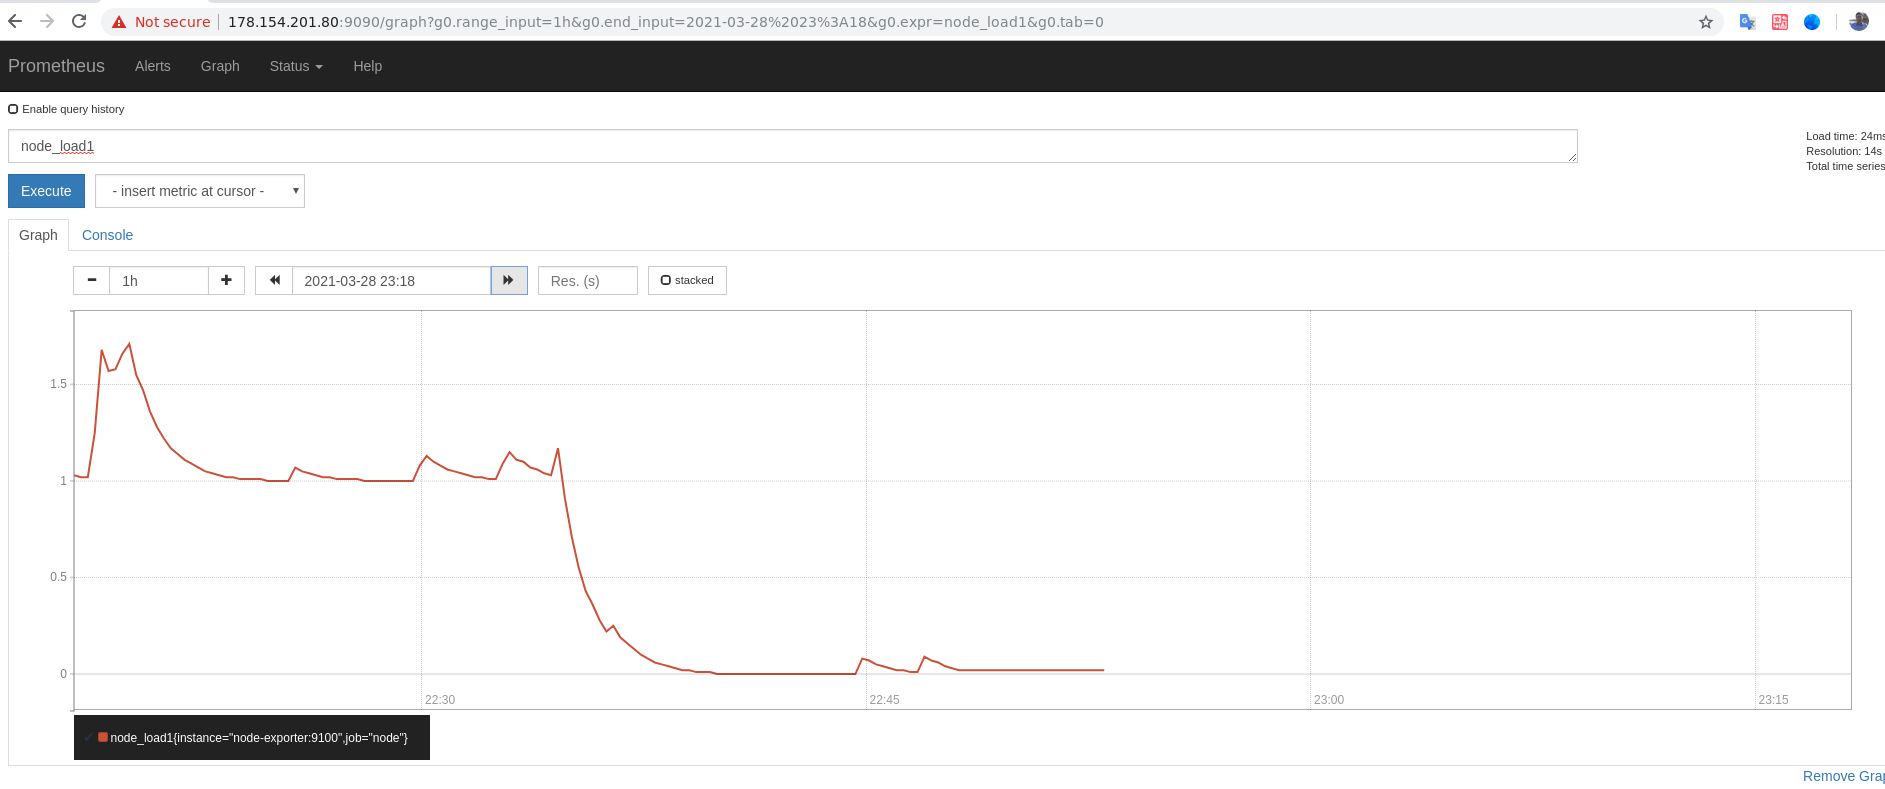 Not secure 178.154.201.80:9090/graph?g0.range_input=1h&g0.end_input=2021-03-28%2023%3A18&g0.expr=node_load1&g0.tab=0
Prometheus Alerts Graph Status Help
Enable query history
node_load1
Load time: 24ms
Resolution: 14s
Total time series
Execute - insert metric at cursor -
Graph Console
1h 2021-03-28 23:18 Res. (s) stacked
1.5
1
0.5
0
22:30 22:45 23:00 23:15
node_load1{instance="node-exporter:9100",job="node"}
Remove Grap